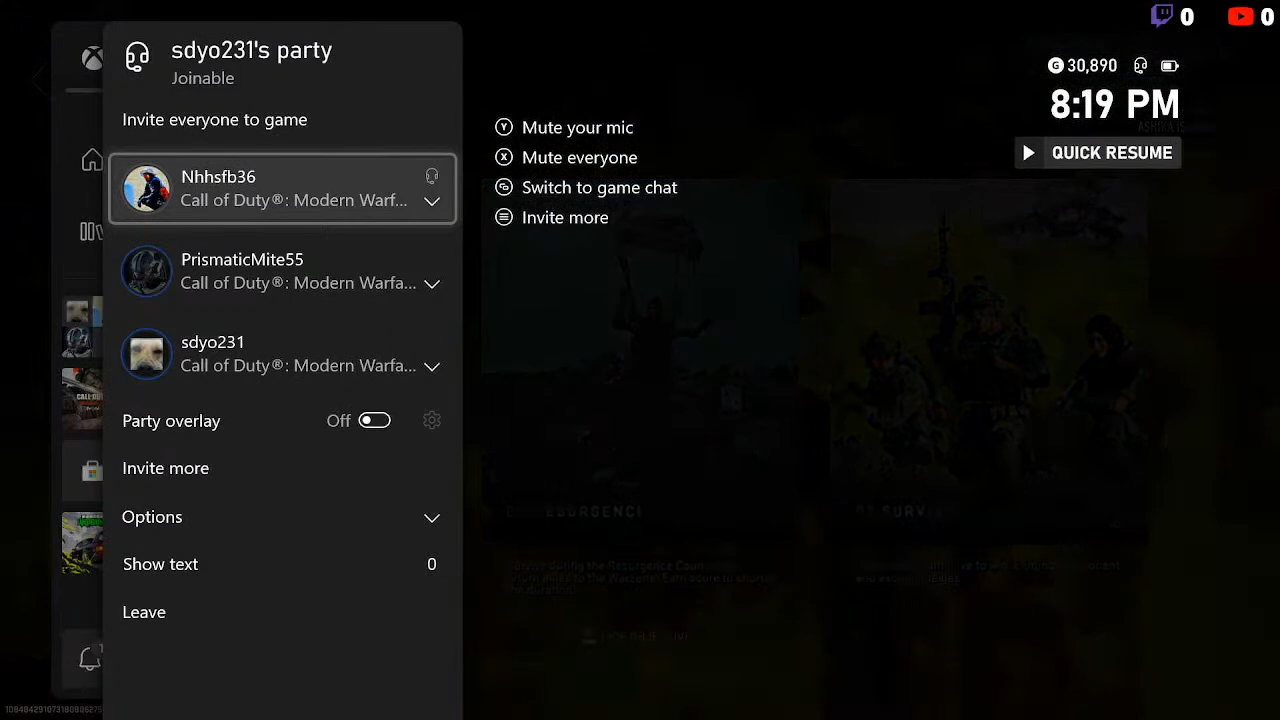 0
0
sdyo231's party
Joinable
G 30,890
8:19 PM
QUICK RESUME
Invite everyone to game
Y Mute your mic
X Mute everyone
Switch to game chat
Invite more
Nhhsfb36
Call of Duty®: Modern Warf...
PrismaticMite55
Call of Duty®: Modern Warfa...
sdyo231
Call of Duty®: Modern Warfa...
Party overlay
Off
Invite more
Options
Show text
0
Leave